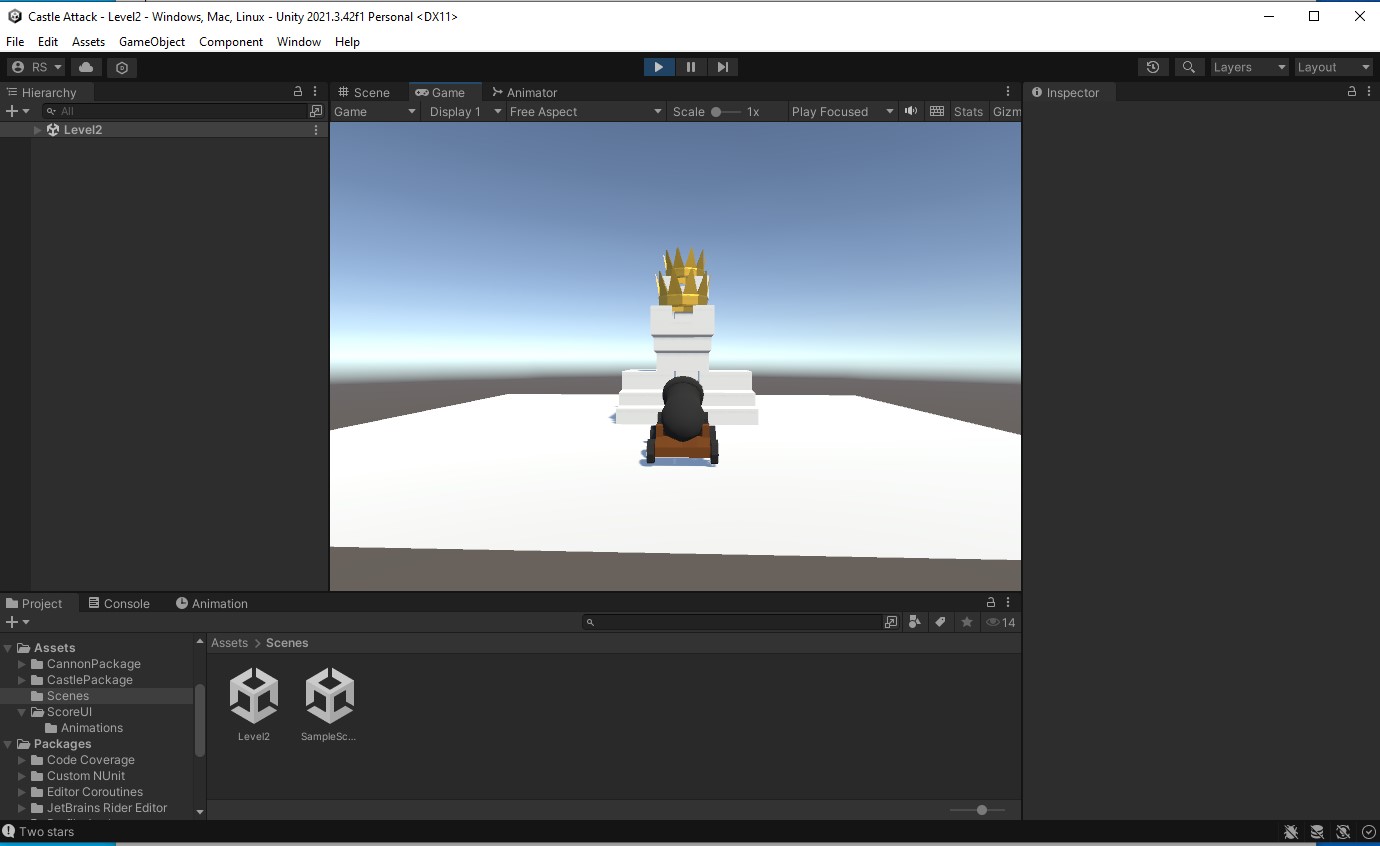 Castle Attack - Level2 - Windows, Mac, Linux - Unity 2021.3.42f1 Personal <DX11>
File Edit Assets GameObject Component Window Help
RS Layers Layout
Hierarchy Scene Game Animator Inspector
All Game Display 1 Free Aspect Scale 1x Play Focused Stats Gizm
Level2
Project Console Animation
14
Assets Assets > Scenes
CannonPackage
CastlePackage
Scenes
ScoreUI
Animations
Level2 SampleSc...
Packages
Code Coverage
Custom NUnit
Editor Coroutines
JetBrains Rider Editor
Two stars